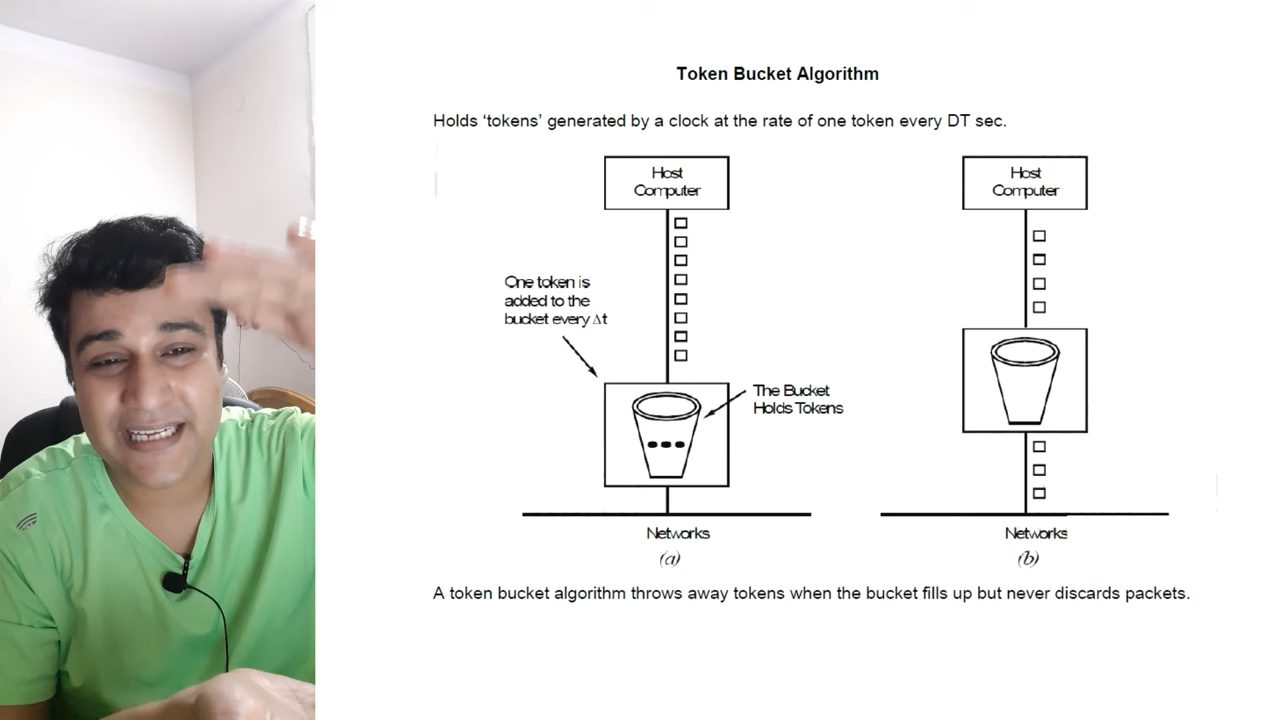 Token Bucket Algorithm
Holds ‘tokens’ generated by a clock at the rate of one token every DT sec.
Host
Computer
Host
Computer
One token is
added to the
bucket every Δt
The Bucket
Holds Tokens
Networks
(a)
Networks
(b)
A token bucket algorithm throws away tokens when the bucket fills up but never discards packets.